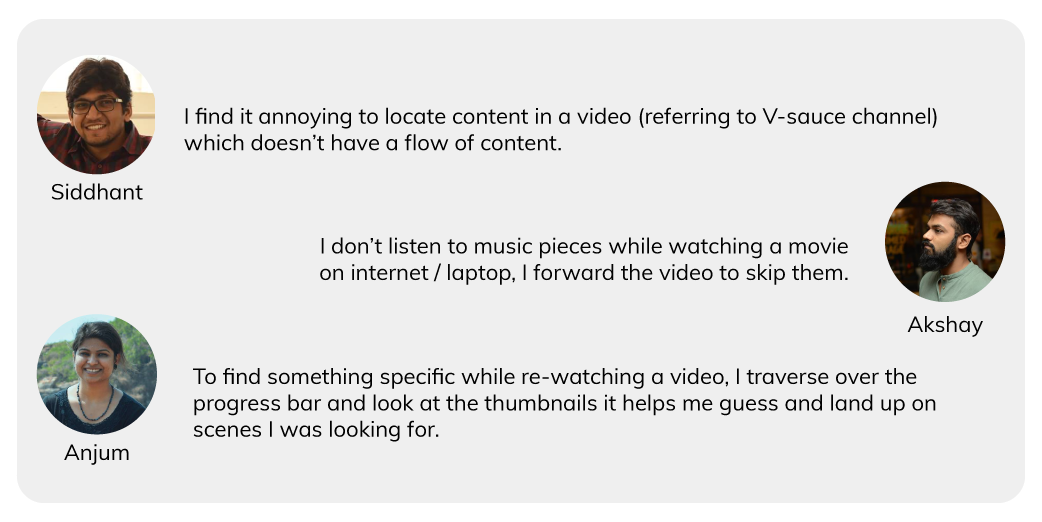 I find it annoying to locate content in a video (referring to V-sauce channel)
which doesn’t have a flow of content.
Siddhant
I don’t listen to music pieces while watching a movie
on internet / laptop, I forward the video to skip them.
Akshay
To find something specific while re-watching a video, I traverse over the
progress bar and look at the thumbnails it helps me guess and land up on
scenes I was looking for.
Anjum